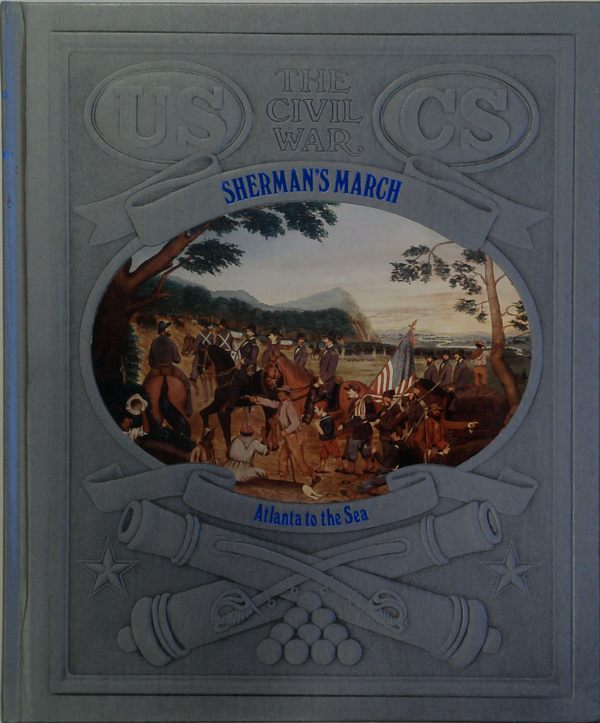 US
THE
CIVIL
WAR
CS
SHERMAN'S MARCH
Atlanta to the Sea